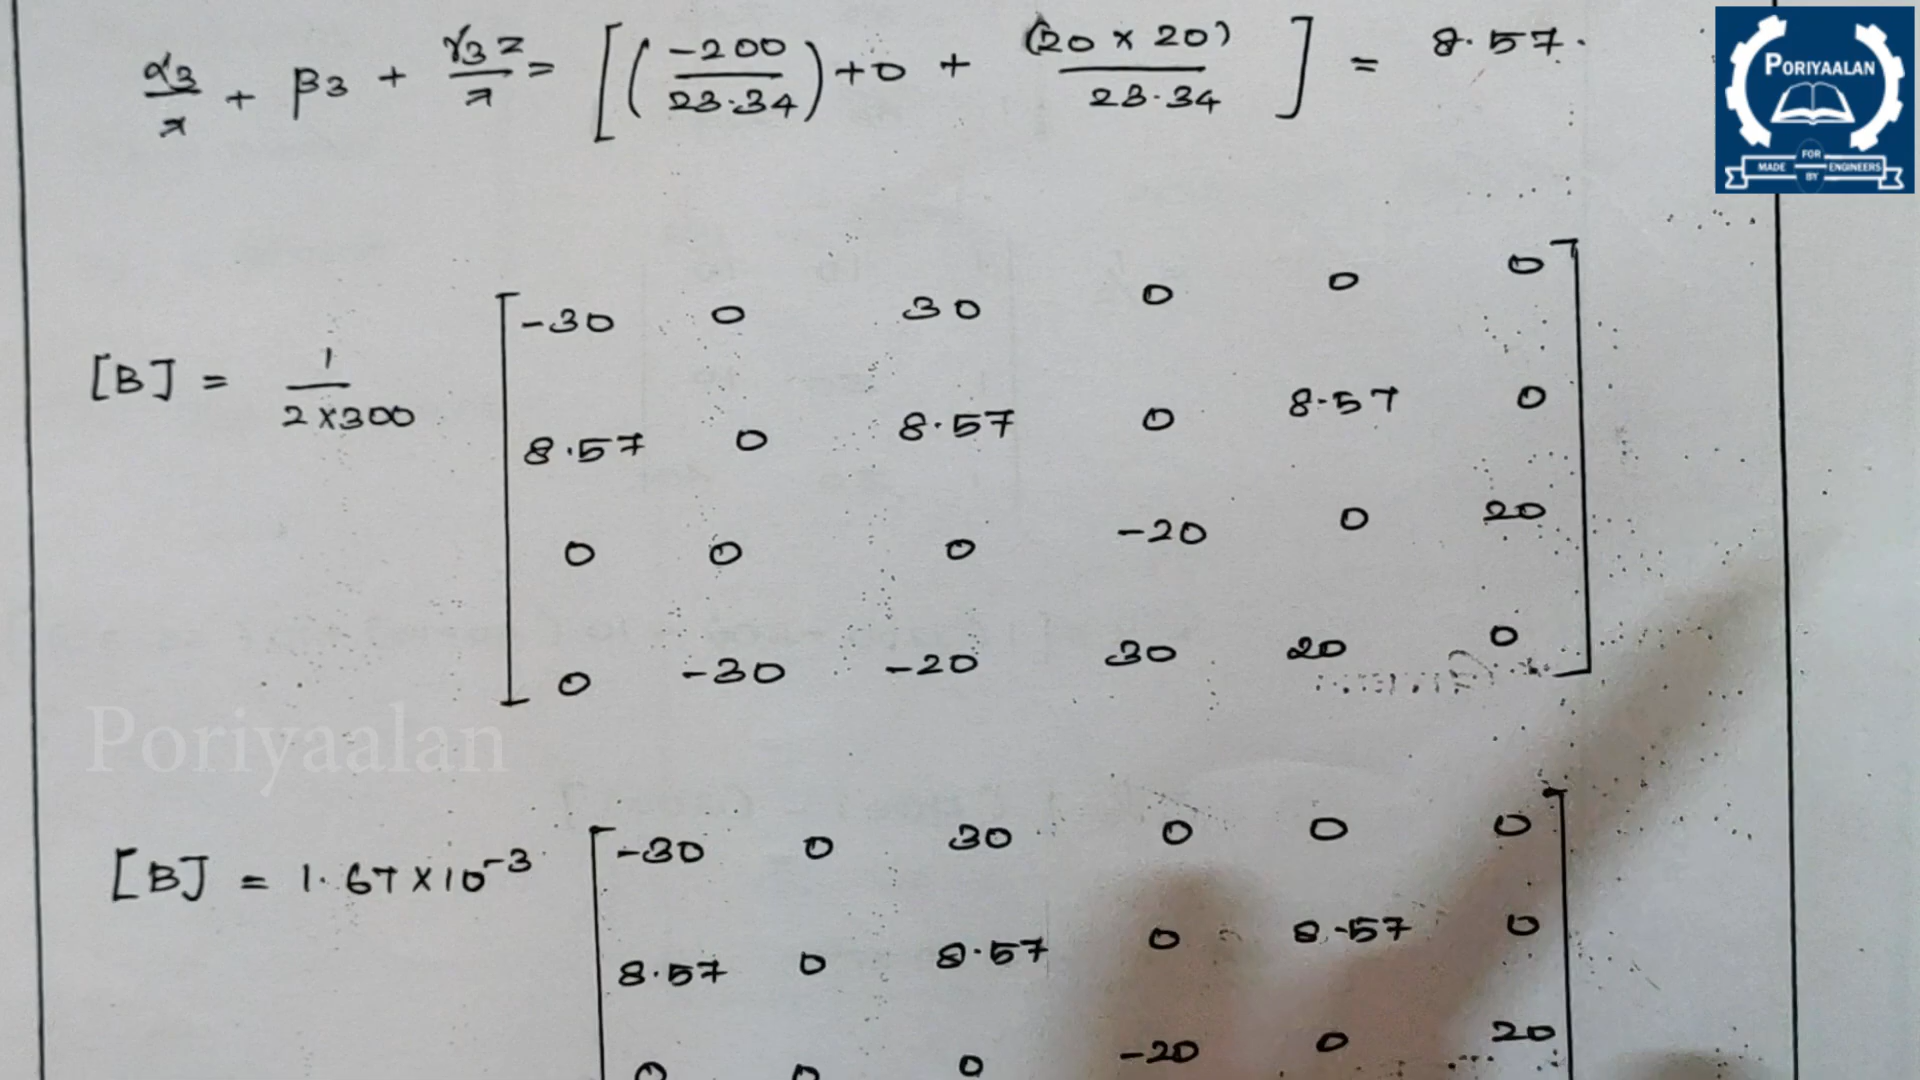 α3/r + β3 + γ3z/r = [(-200/23.34) + 0 + (20 × 20)/23.34] = 8.57.
PORIYAALAN
MADE FOR ENGINEERS
BY
[B] = 1/(2×300)
-30 0 30 0 0 0
8.57 0 8.57 0 8.57 0
0 0 0 -20 0 20
0 -30 -20 30 20 0
Poriyaalan
[B] = 1.67×10⁻³
-30 0 30 0 0 0
8.57 0 8.57 0 8.57 0
0 0 0 -20 0 20